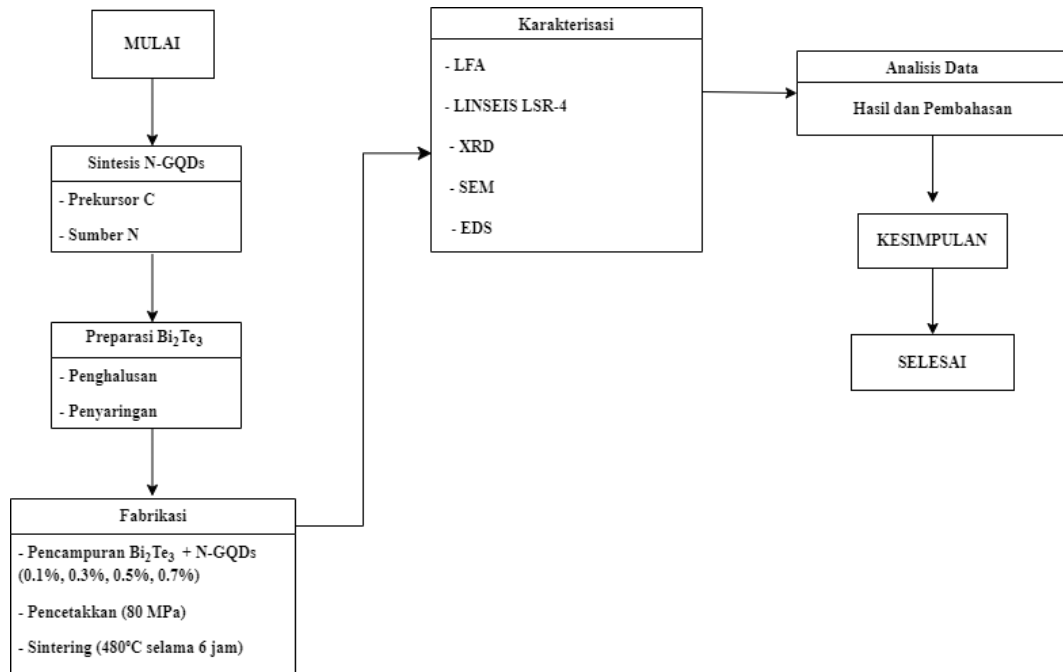 MULAI
Sintesis N-GQDs
- Prekursor C
- Sumber N
Preparasi Bi₂Te₃
- Penghalusan
- Penyaringan
Fabrikasi
- Pencampuran Bi₂Te₃ + N-GQDs
(0.1%, 0.3%, 0.5%, 0.7%)
- Pencetakkan (80 MPa)
- Sintering (480°C selama 6 jam)
Karakterisasi
- LFA
- LINSEIS LSR-4
- XRD
- SEM
- EDS
Analisis Data
Hasil dan Pembahasan
KESIMPULAN
SELESAI